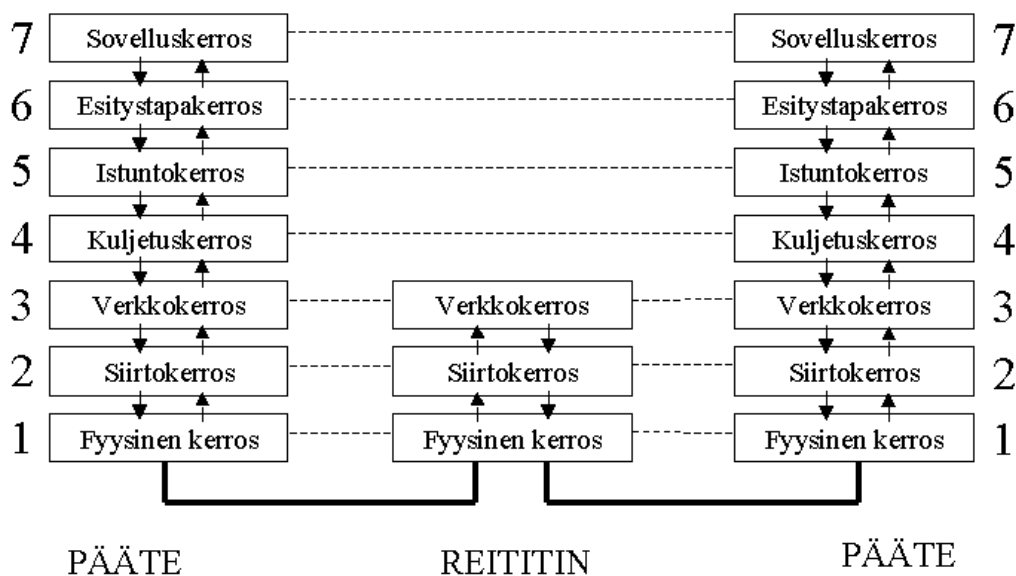 7 Sovelluskerros Sovelluskerros 7
6 Esitystapakerros Esitystapakerros 6
5 Istuntokerros Istuntokerros 5
4 Kuljetuskerros Kuljetuskerros 4
3 Verkkokerros Verkkokerros Verkkokerros 3
2 Siirtokerros Siirtokerros Siirtokerros 2
1 Fyysinen kerros Fyysinen kerros Fyysinen kerros 1
PÄÄTE REITITIN PÄÄTE